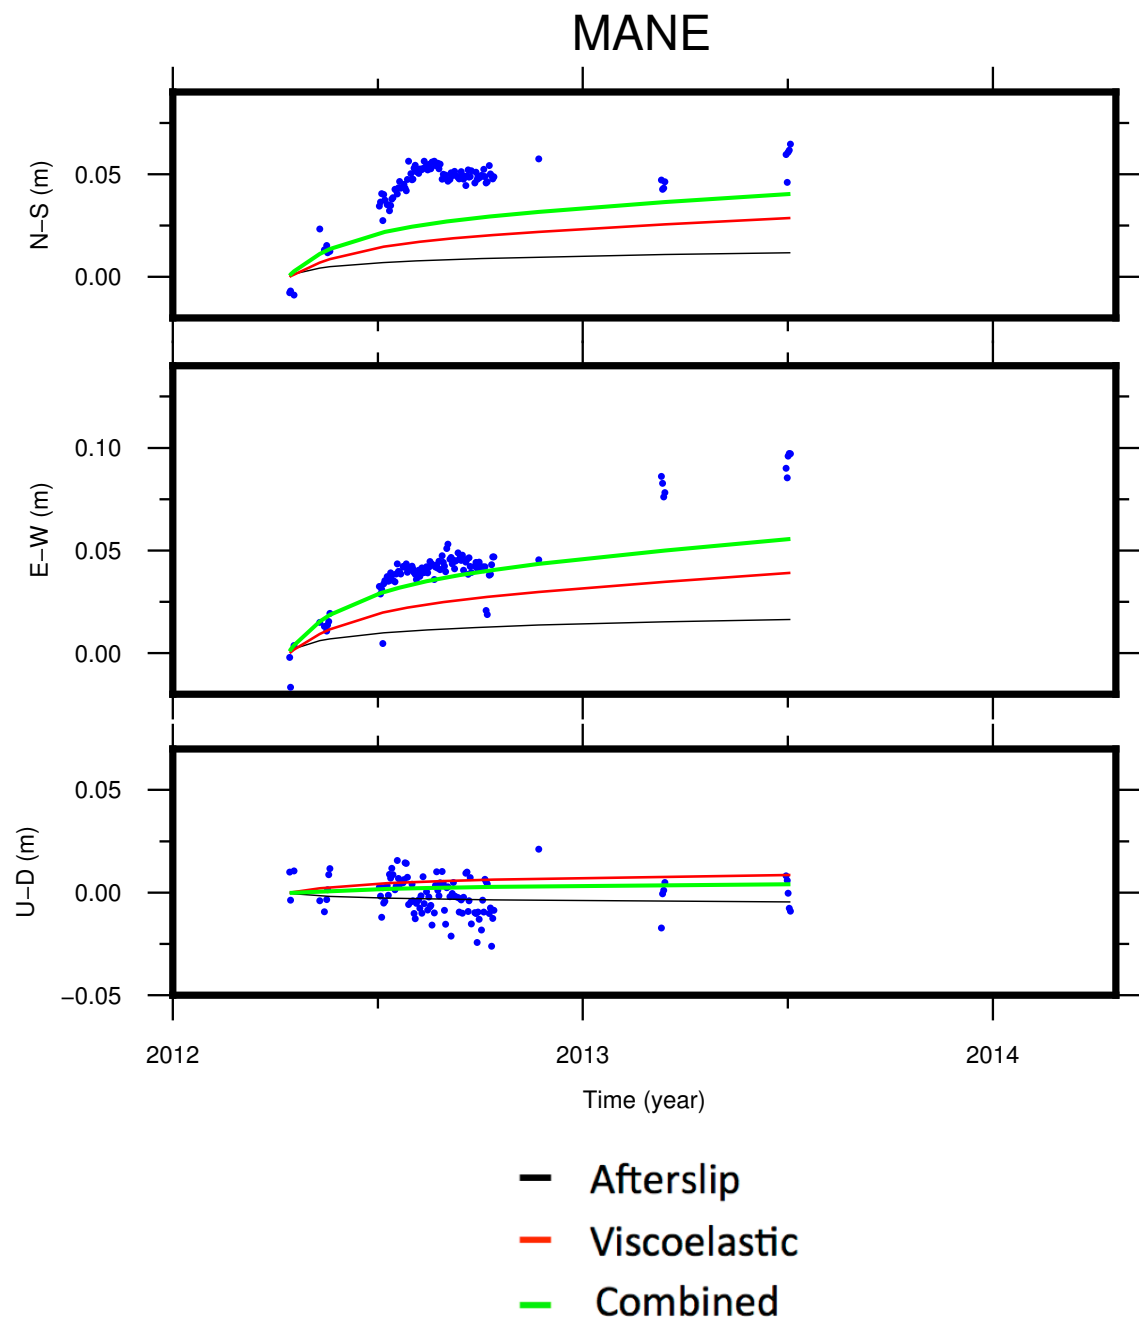 MANE
N–S (m)
0.05
0.00
E–W (m)
0.10
0.05
0.00
U–D (m)
0.05
0.00
−0.05
2012 2013 2014
Time (year)
Afterslip
Viscoelastic
Combined